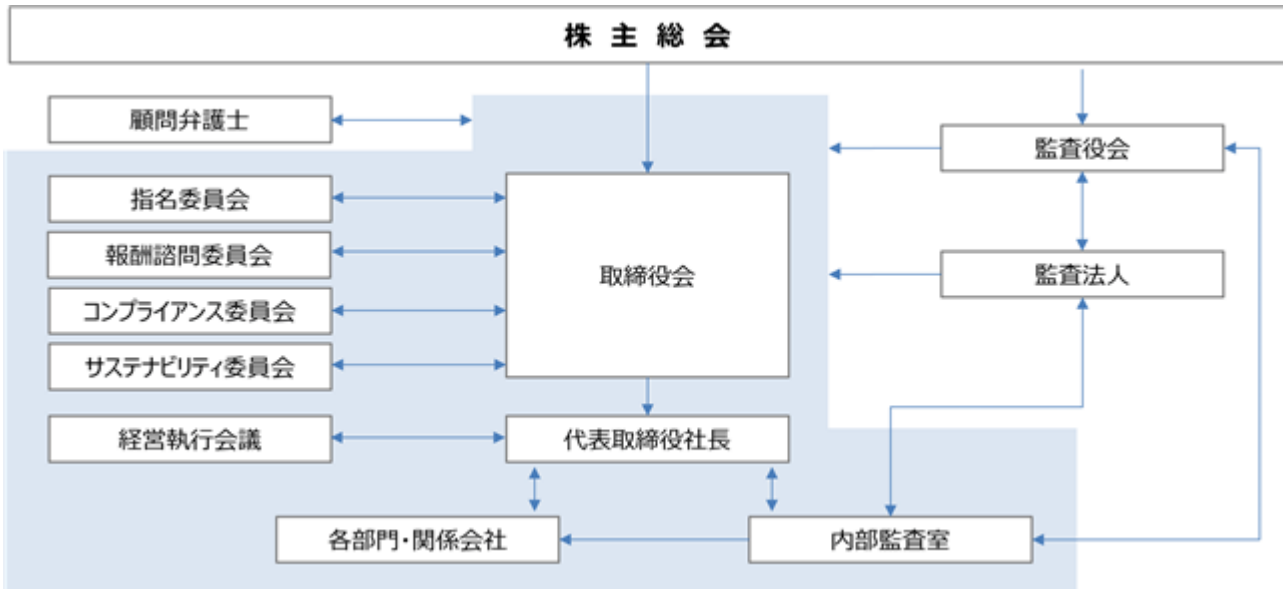 株主総会
顧問弁護士
監査役会
指名委員会
報酬諮問委員会
取締役会
監査法人
コンプライアンス委員会
サステナビリティ委員会
経営執行会議
代表取締役社長
各部門・関係会社
内部監査室